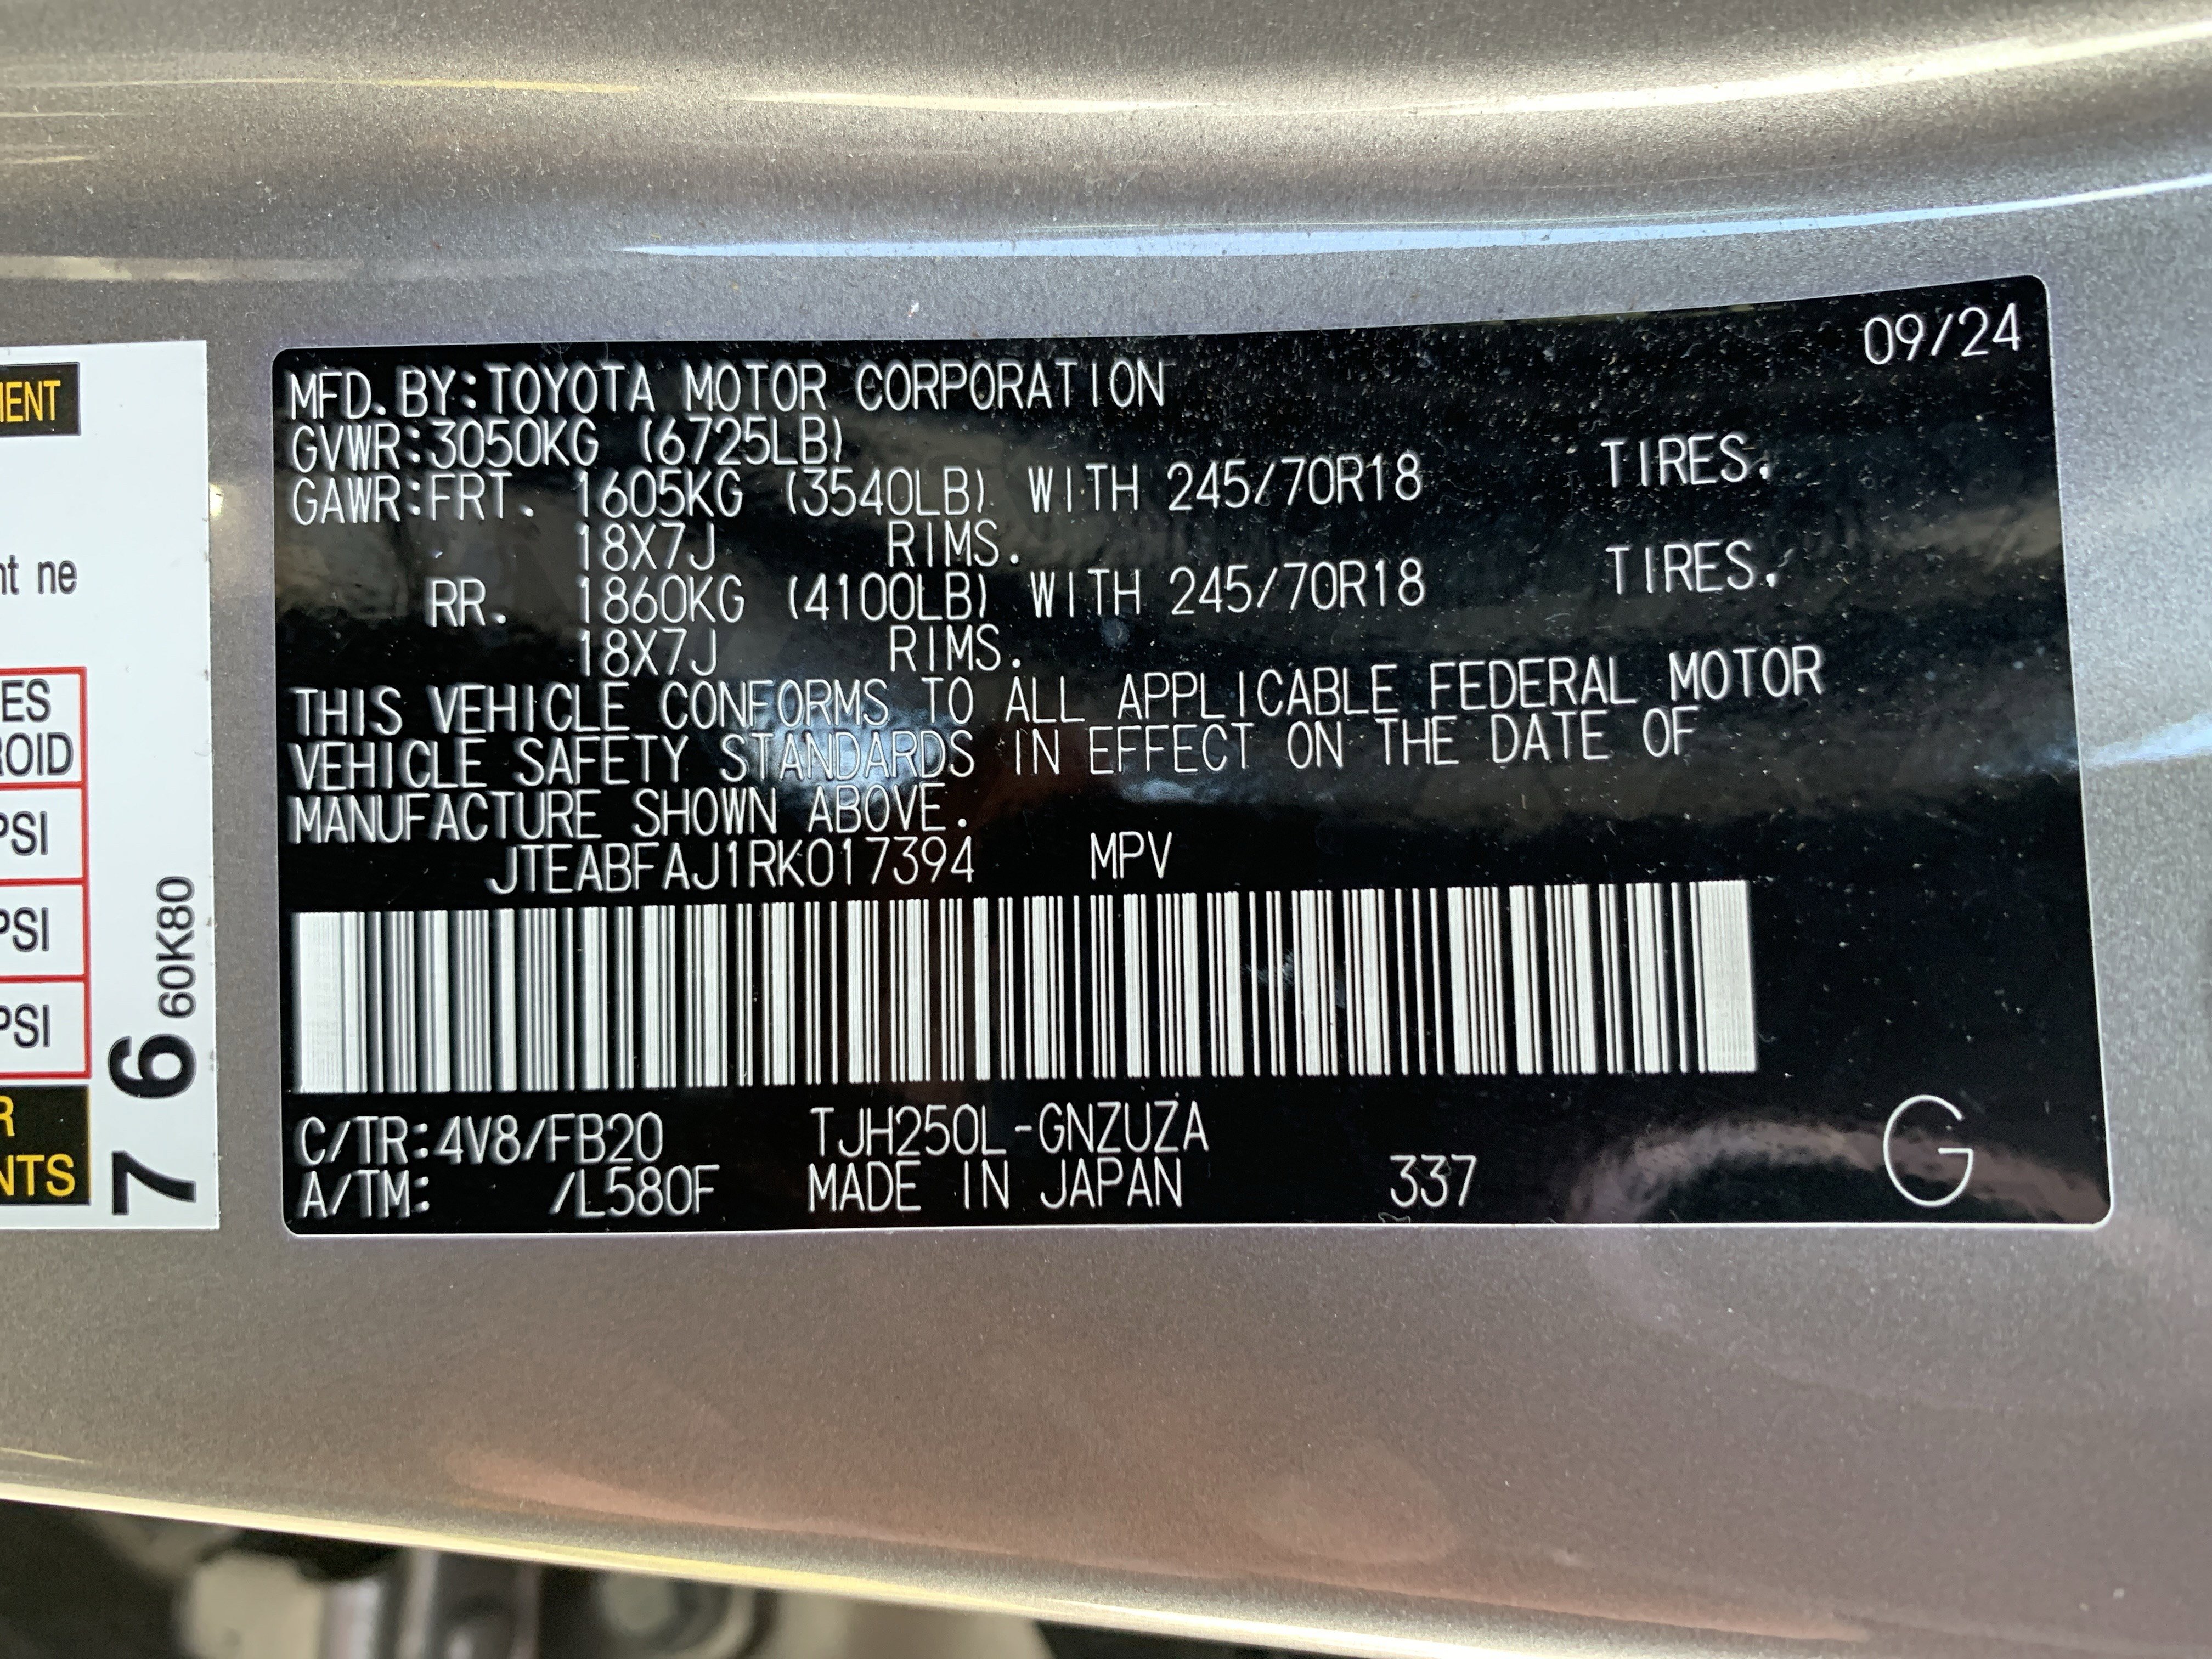 09/24
MFD.BY:TOYOTA MOTOR CORPORATION
GVWR:3050KG (6725LB)
GAWR:FRT. 1605KG (3540LB) WITH 245/70R18 TIRES.
18X7J RIMS.
RR. 1860KG (4100LB) WITH 245/70R18 TIRES.
18X7J RIMS.
THIS VEHICLE CONFORMS TO ALL APPLICABLE FEDERAL MOTOR
VEHICLE SAFETY STANDARDS IN EFFECT ON THE DATE OF
MANUFACTURE SHOWN ABOVE.
JTEABFAJ1RK017394 MPV
C/TR:4V8/FB20 TJH250L-GNZUZA
A/TM: /L580F MADE IN JAPAN 337
G
IENT
nt ne
ES
ROID
PSI
PSI
PSI
R
NTS
7 6 60K80